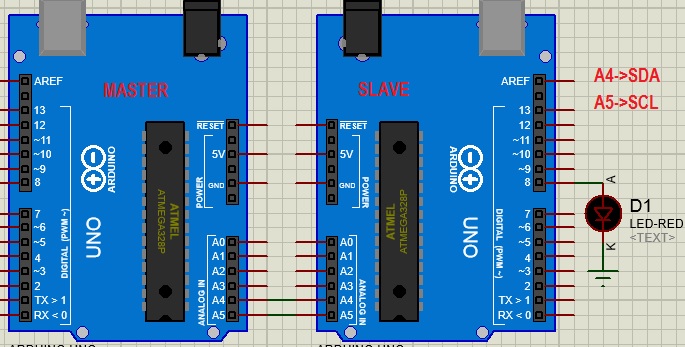 MASTER
AREF
13
12
~11
~10
~9
8
7
~6
~5
4
~3
2
TX > 1
RX < 0
DIGITAL (PWM ~)
UNO
ARDUINO
ATMEL
ATMEGA328P
RESET
5V
GND
POWER
A0
A1
A2
A3
A4
A5
ANALOG IN
SLAVE
RESET
5V
GND
POWER
A0
A1
A2
A3
A4
A5
ANALOG IN
ATMEL
ATMEGA328P
ARDUINO
UNO
DIGITAL (PWM ~)
AREF
13
12
~11
~10
~9
8
7
~6
~5
4
~3
2
TX > 1
RX < 0
A4->SDA
A5->SCL
A
D1
LED-RED
<TEXT>
K